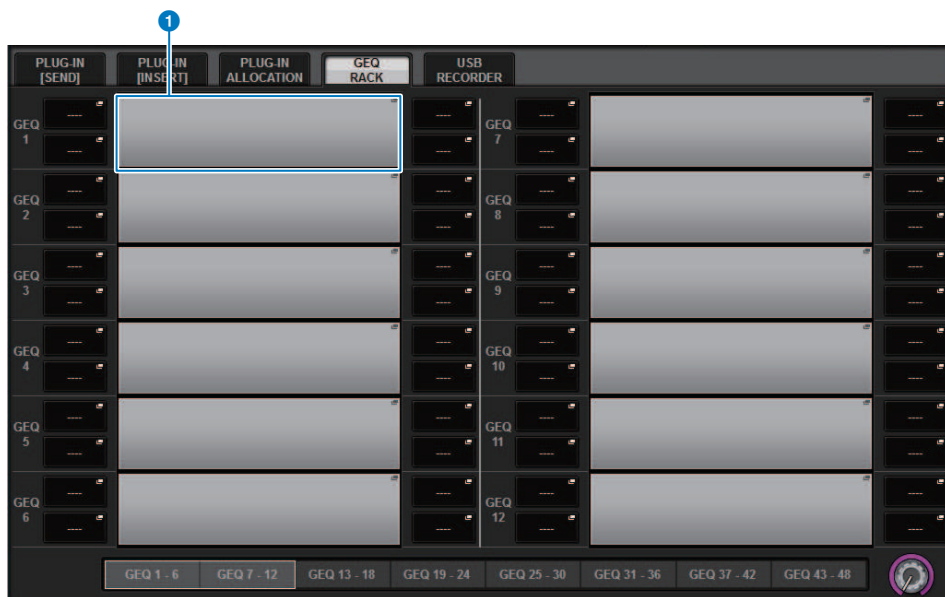 1
PLUG-IN [SEND]
PLUG-IN [INSERT]
PLUG-IN ALLOCATION
GEQ RACK
USB RECORDER
GEQ 1
----
----
----
----
GEQ 7
----
----
----
----
GEQ 2
----
----
----
----
GEQ 8
----
----
----
----
GEQ 3
----
----
----
----
GEQ 9
----
----
----
----
GEQ 4
----
----
----
----
GEQ 10
----
----
----
----
GEQ 5
----
----
----
----
GEQ 11
----
----
----
----
GEQ 6
----
----
----
----
GEQ 12
----
----
----
----
GEQ 1 - 6
GEQ 7 - 12
GEQ 13 - 18
GEQ 19 - 24
GEQ 25 - 30
GEQ 31 - 36
GEQ 37 - 42
GEQ 43 - 48